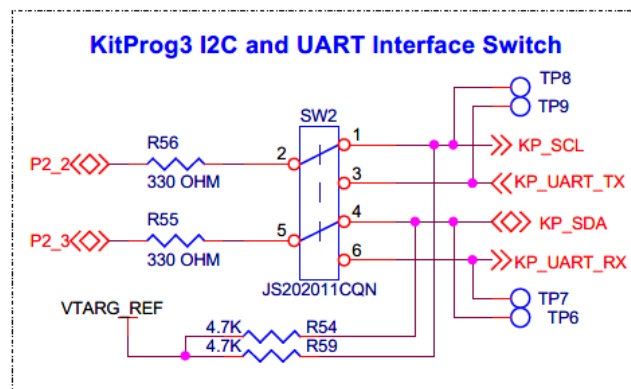 KitProg3 I2C and UART Interface Switch
TP8
TP9
SW2
R56
2
1
KP_SCL
P2_2
330 OHM
3
KP_UART_TX
R55
4
KP_SDA
P2_3
5
330 OHM
6
KP_UART_RX
JS202011CQN
VTARG_REF
TP7
TP6
4.7K
R54
4.7K
R59